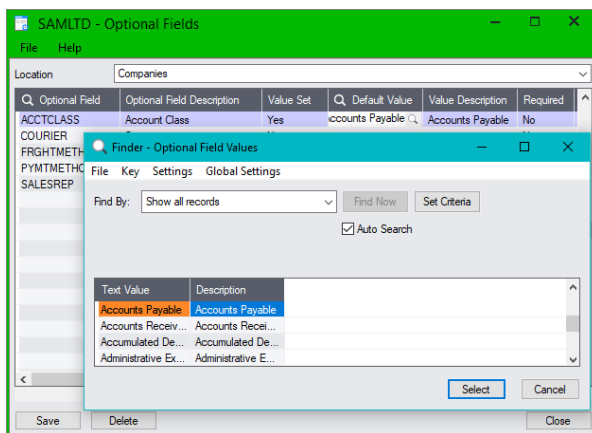 SAMLTD - Optional Fields
File Help
Location Companies
Optional Field Optional Field Description Value Set Default Value Value Description Required
ACCTCLASS Account Class Yes ccounts Payable Accounts Payable No
COURIER
FRGHTMETH
PYMTMETHO
SALESREP
Finder - Optional Field Values
File Key Settings Global Settings
Find By: Show all records Find Now Set Criteria
Auto Search
Text Value Description
Accounts Payable Accounts Payable
Accounts Receiv... Accounts Recei...
Accumulated De... Accumulated De...
Administrative Ex... Administrative E...
Select Cancel
Save Delete Close